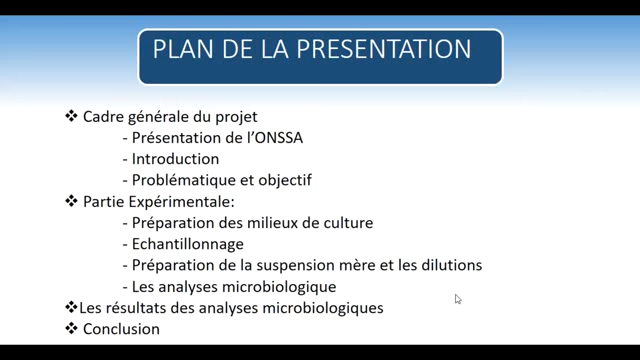 PLAN DE LA PRESENTATION
❖ Cadre générale du projet
- Présentation de l’ONSSA
- Introduction
- Problématique et objectif
❖ Partie Expérimentale:
- Préparation des milieux de culture
- Echantillonnage
- Préparation de la suspension mère et les dilutions
- Les analyses microbiologique
❖Les résultats des analyses microbiologiques
❖ Conclusion